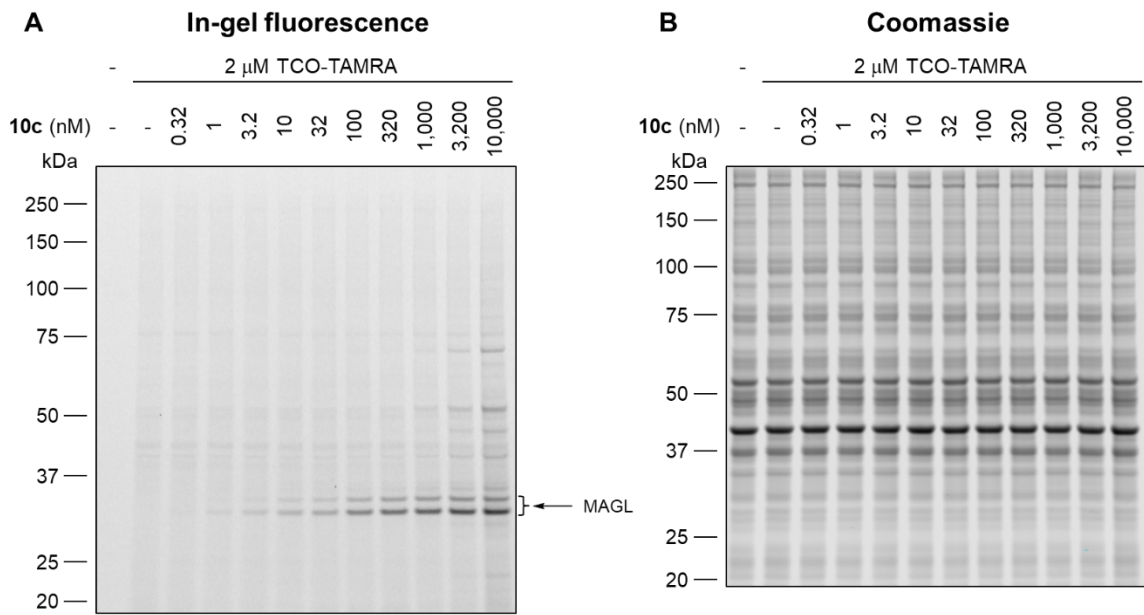 A In-gel fluorescence
- 2 μM TCO-TAMRA
10c (nM) - - 0.32 1 3.2 10 32 100 320 1,000 3,200 10,000
kDa
250
150
100
75
50
37
25
20
MAGL
B Coomassie
- 2 μM TCO-TAMRA
10c (nM) - - 0.32 1 3.2 10 32 100 320 1,000 3,200 10,000
kDa
250
150
100
75
50
37
25
20